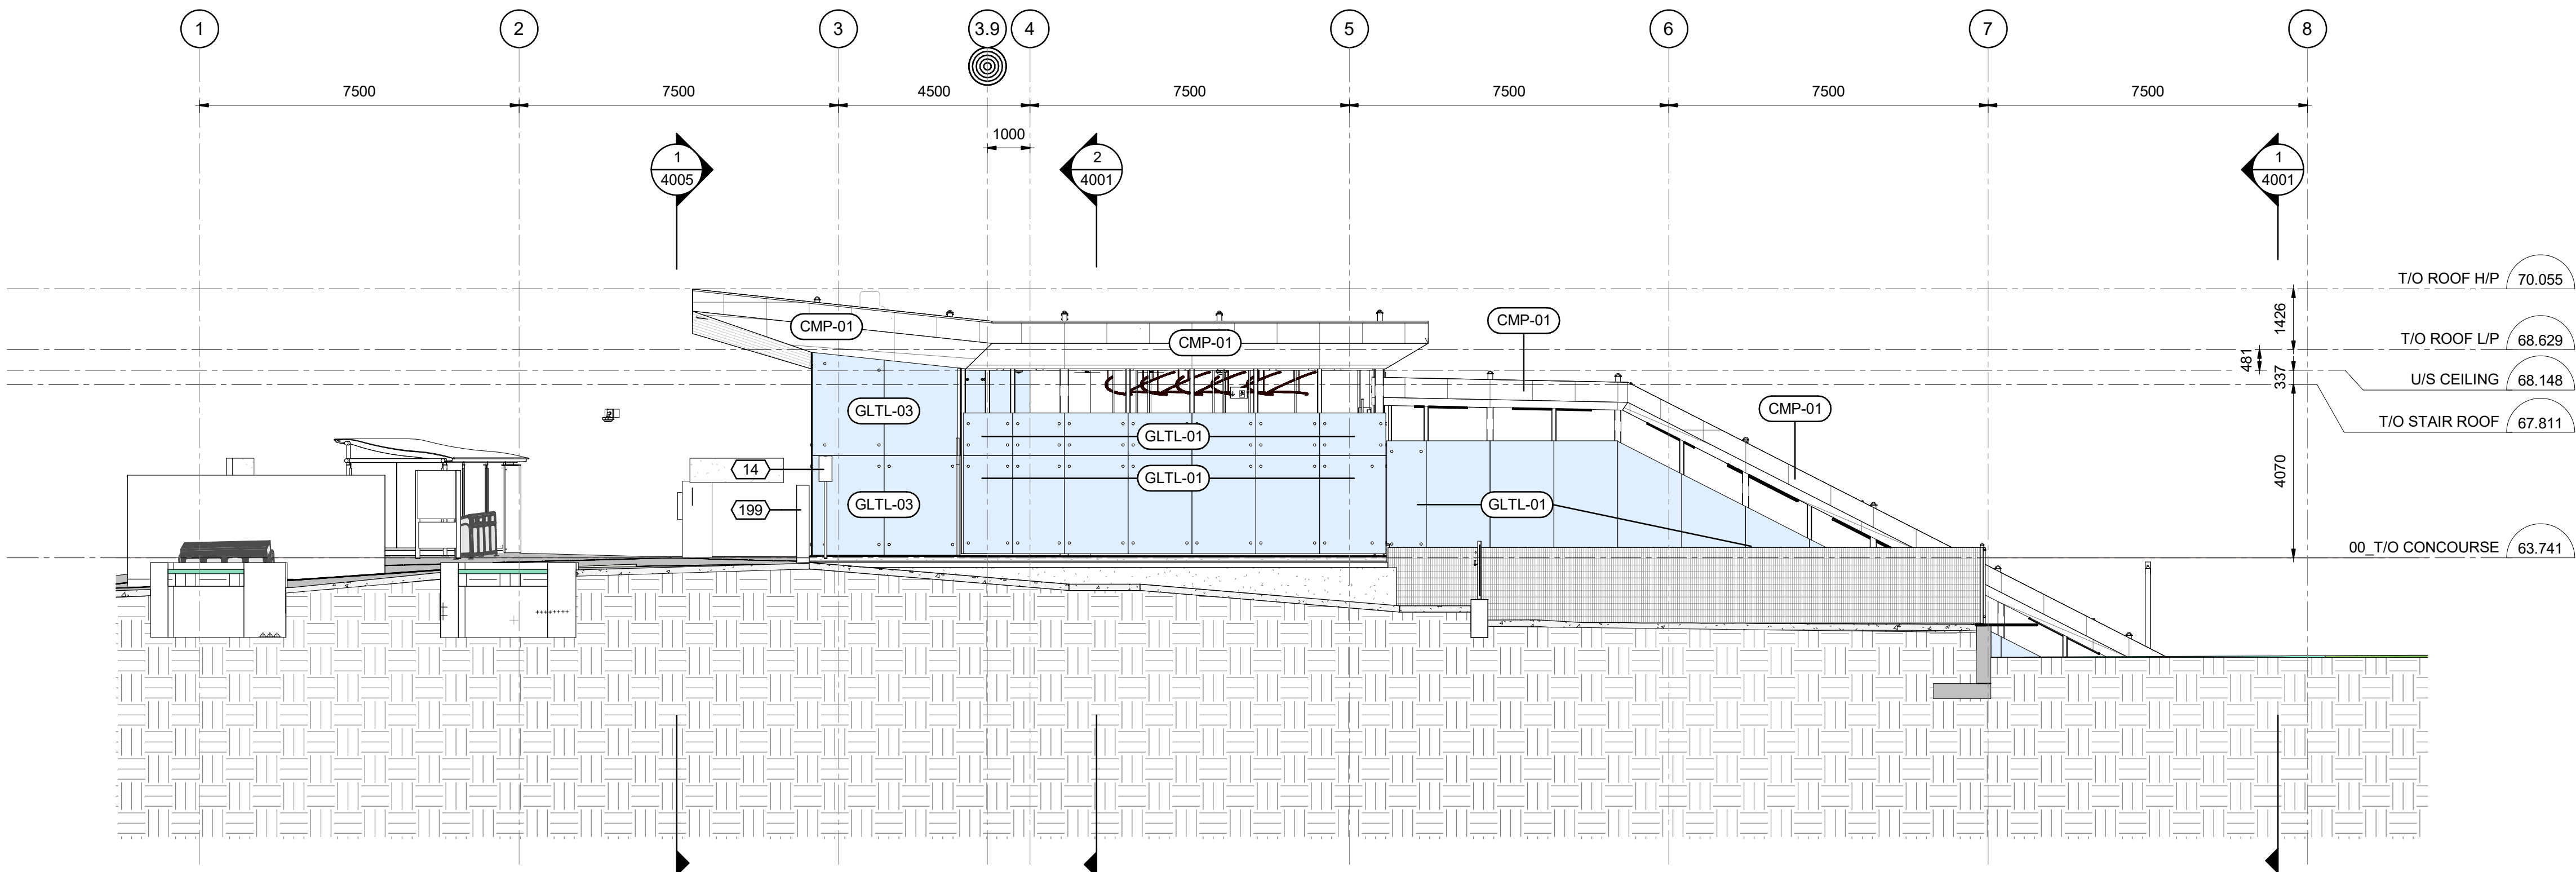 1 2 3 3.9 4 5 6 7 8
7500 7500 4500 7500 7500 7500 7500
1000
1
4005
2
4001
1
4001
T/O ROOF H/P 70.055
1426
T/O ROOF L/P 68.629
481
U/S CEILING 68.148
337
T/O STAIR ROOF 67.811
4070
00_T/O CONCOURSE 63.741
CMP-01
CMP-01
CMP-01
CMP-01
GLTL-03
GLTL-01
GLTL-01
GLTL-03
GLTL-01
14
199